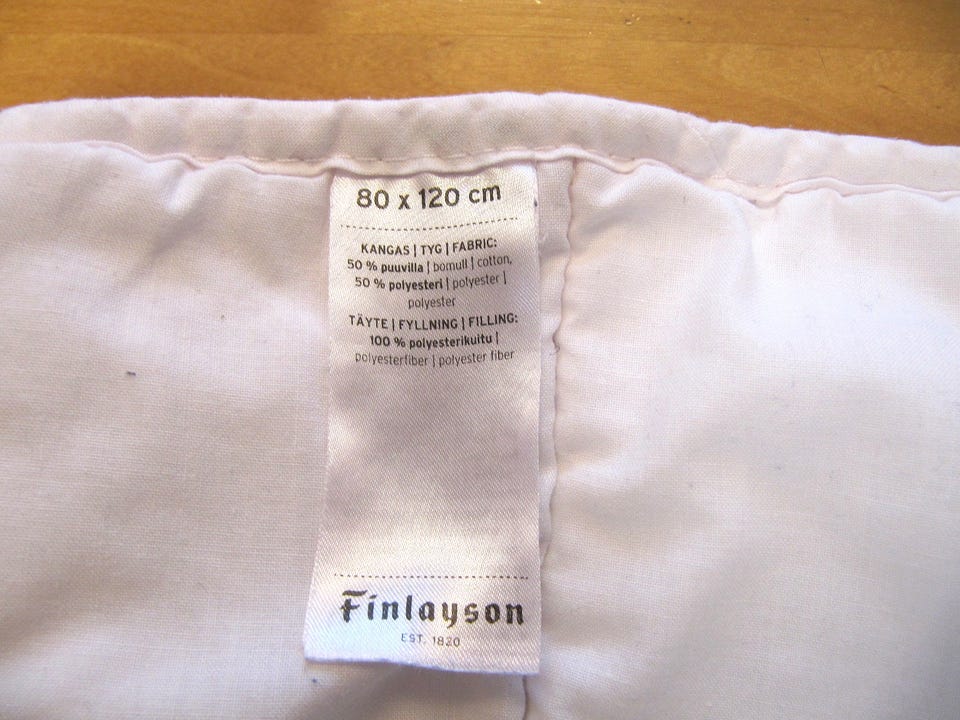 80 x 120 cm
KANGAS | TYG | FABRIC:
50 % puuvilla | bomull | cotton,
50 % polyesteri | polyester |
polyester
TÄYTE | FYLLNING | FILLING:
100 % polyesterikuitu |
polyesterfiber | polyester fiber
Finlayson
EST. 1820